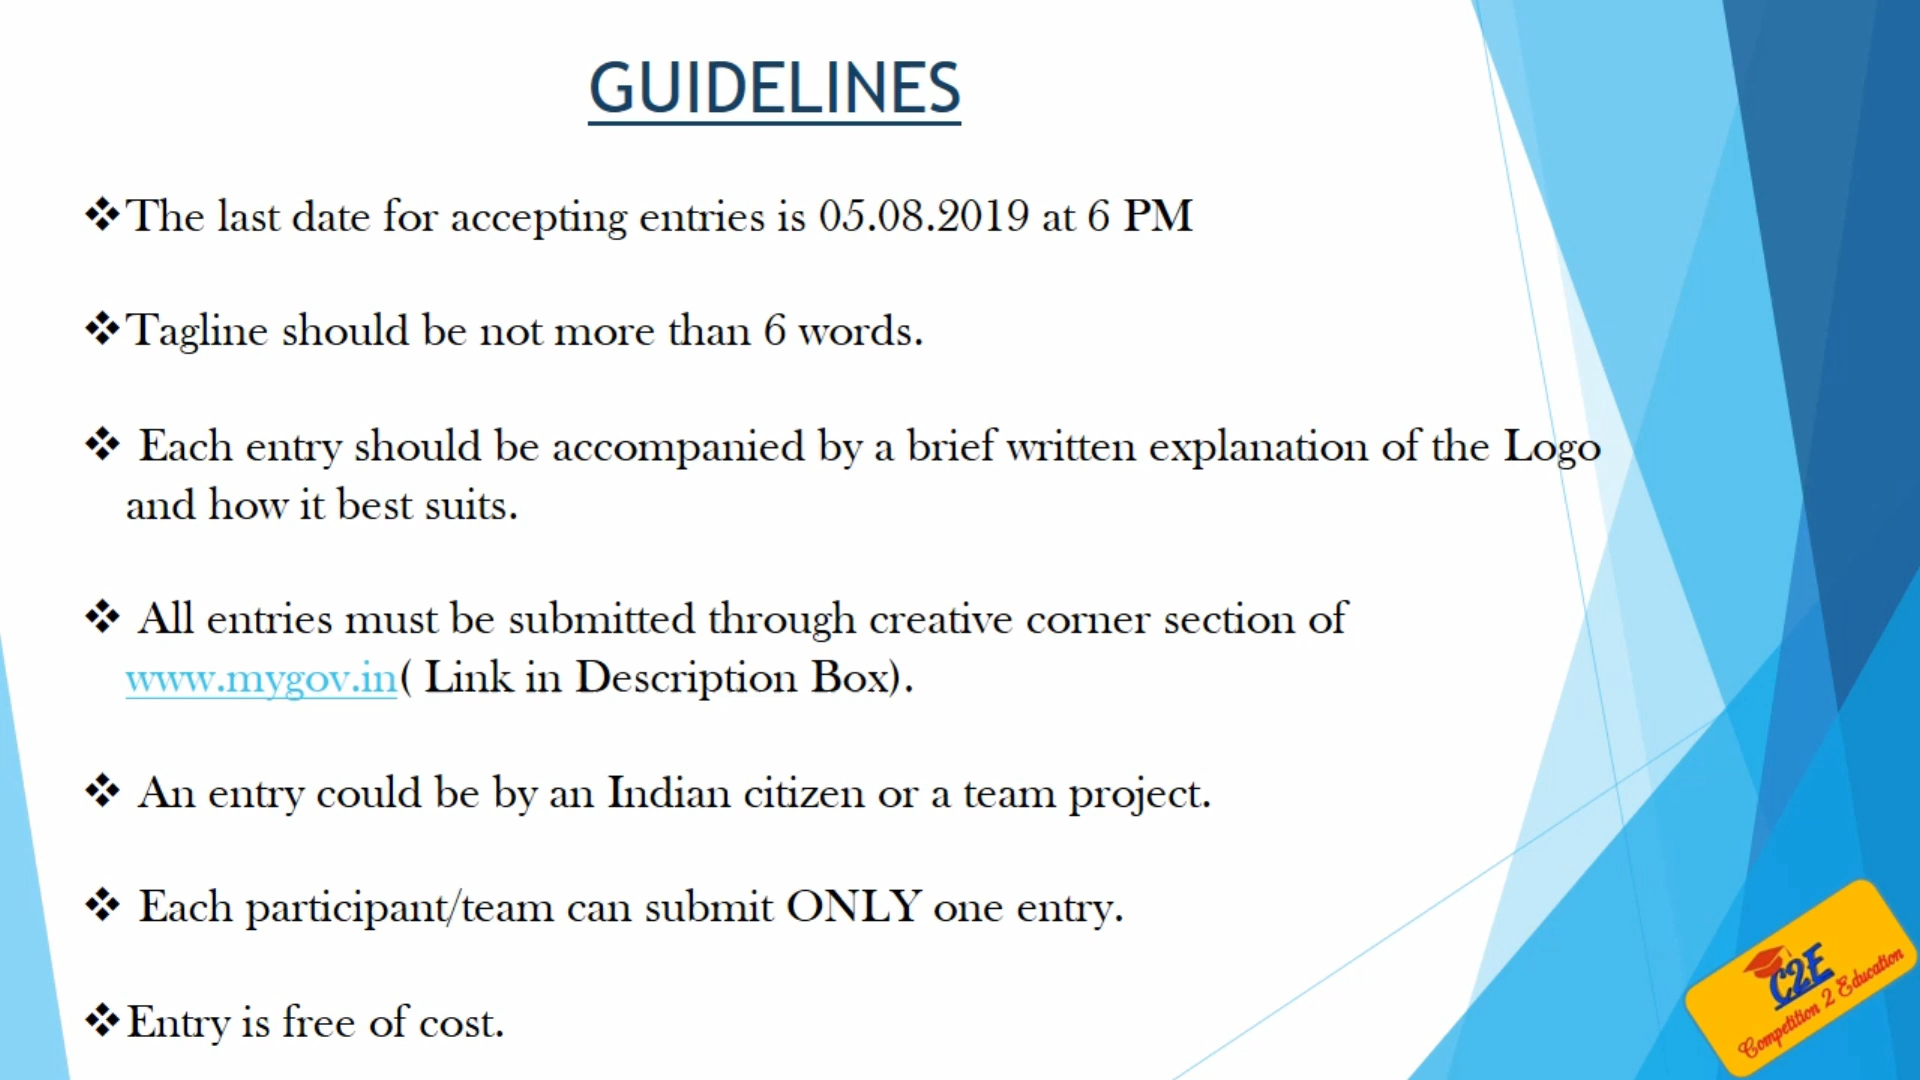 GUIDELINES
❖The last date for accepting entries is 05.08.2019 at 6 PM
❖Tagline should be not more than 6 words.
❖ Each entry should be accompanied by a brief written explanation of the Logo
and how it best suits.
❖ All entries must be submitted through creative corner section of
www.mygov.in( Link in Description Box).
❖ An entry could be by an Indian citizen or a team project.
❖ Each participant/team can submit ONLY one entry.
❖Entry is free of cost.
C2E
Competition 2 Education